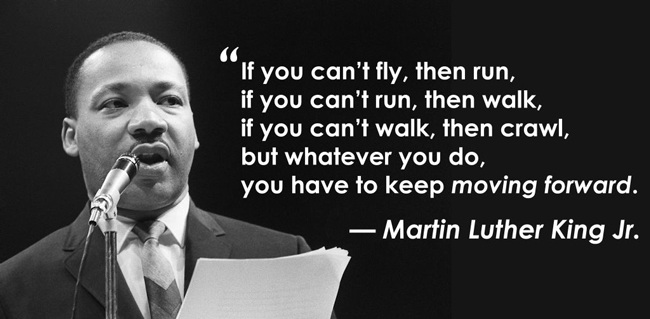 “If you can’t fly, then run,
if you can’t run, then walk,
if you can’t walk, then crawl,
but whatever you do,
you have to keep moving forward.
— Martin Luther King Jr.